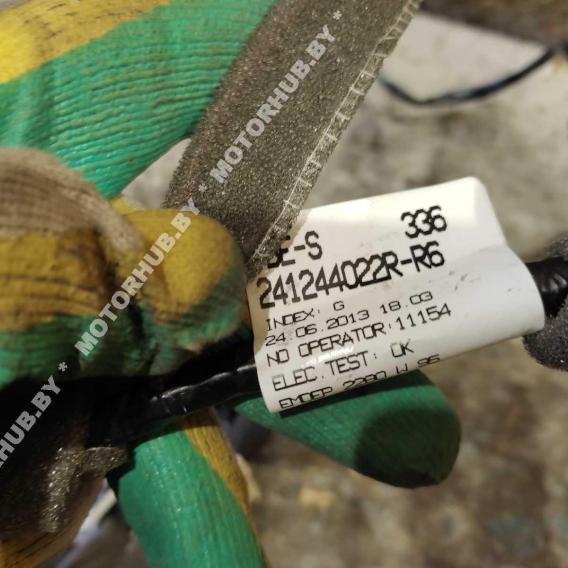 E-S 336
241244022R-R6
INDEX: G
24.06.2013 18.03
NO OPERATOR:11154
ELEC.TEST: OK
MOTORHUB.BY * MOTORHUB.BY * MOTORHUB.BY